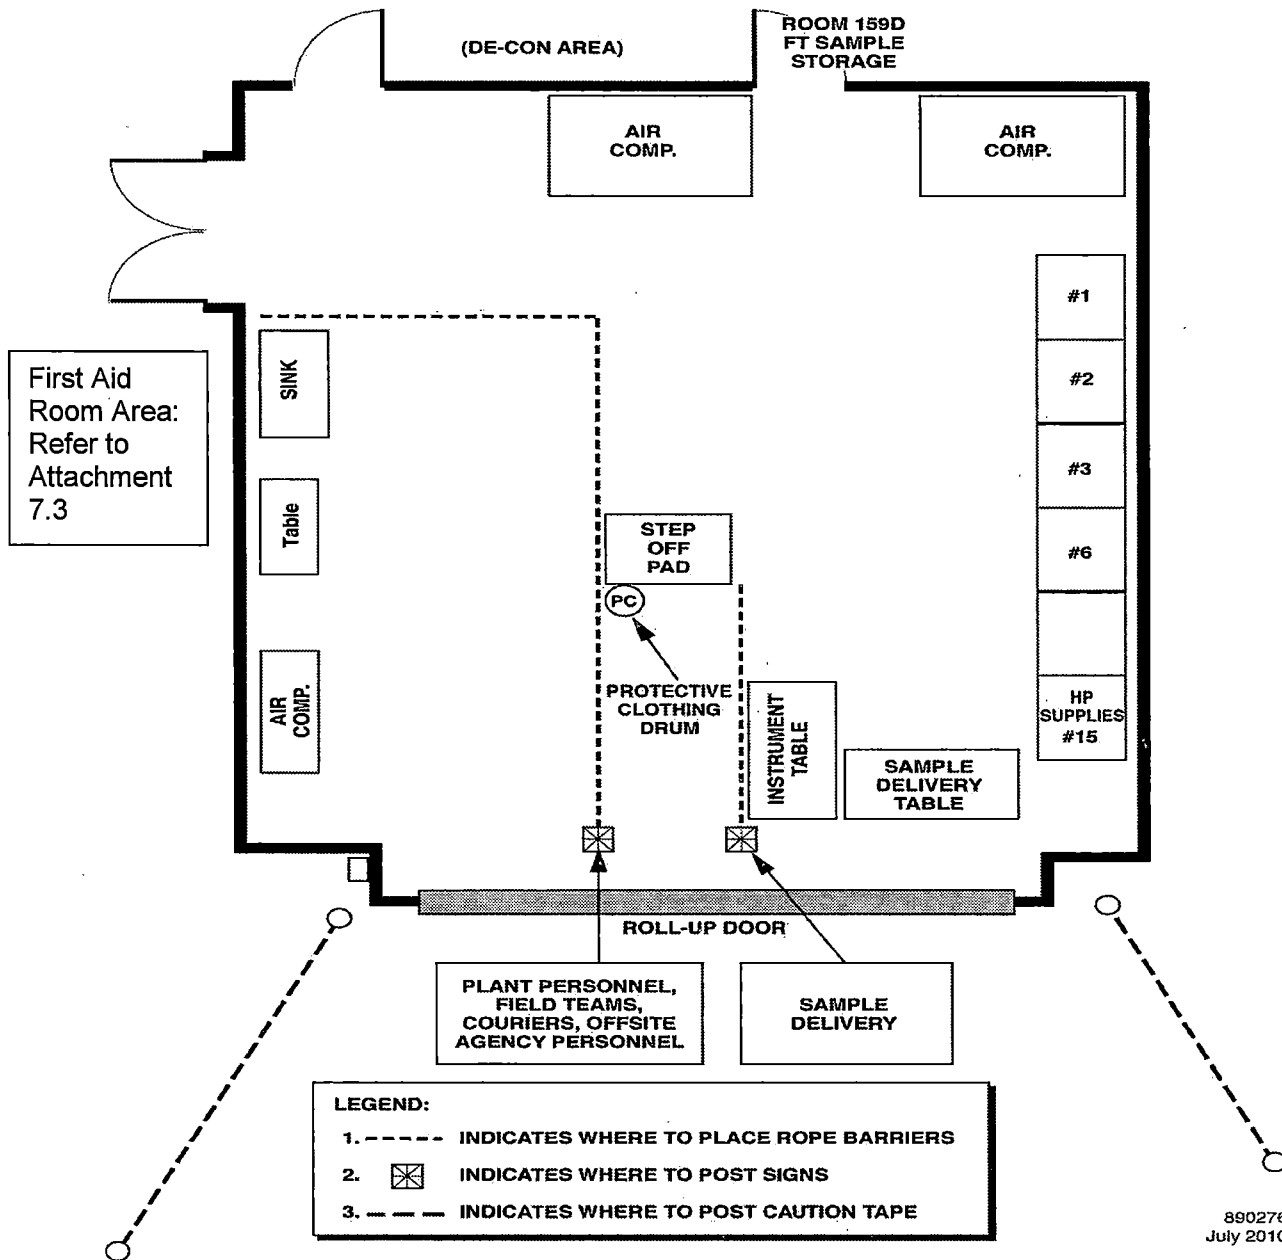 (DE-CON AREA)
ROOM 159D
FT SAMPLE
STORAGE
AIR
COMP.
AIR
COMP.
#1
#2
#3
#6
HP
SUPPLIES
#15
First Aid
Room Area:
Refer to
Attachment
7.3
SINK
Table
AIR
COMP.
STEP
OFF
PAD
PC
PROTECTIVE
CLOTHING
DRUM
INSTRUMENT
TABLE
SAMPLE
DELIVERY
TABLE
ROLL-UP DOOR
PLANT PERSONNEL,
FIELD TEAMS,
COURIERS, OFFSITE
AGENCY PERSONNEL
SAMPLE
DELIVERY
LEGEND:
1. INDICATES WHERE TO PLACE ROPE BARRIERS
2. INDICATES WHERE TO POST SIGNS
3. INDICATES WHERE TO POST CAUTION TAPE
890276
July 2010